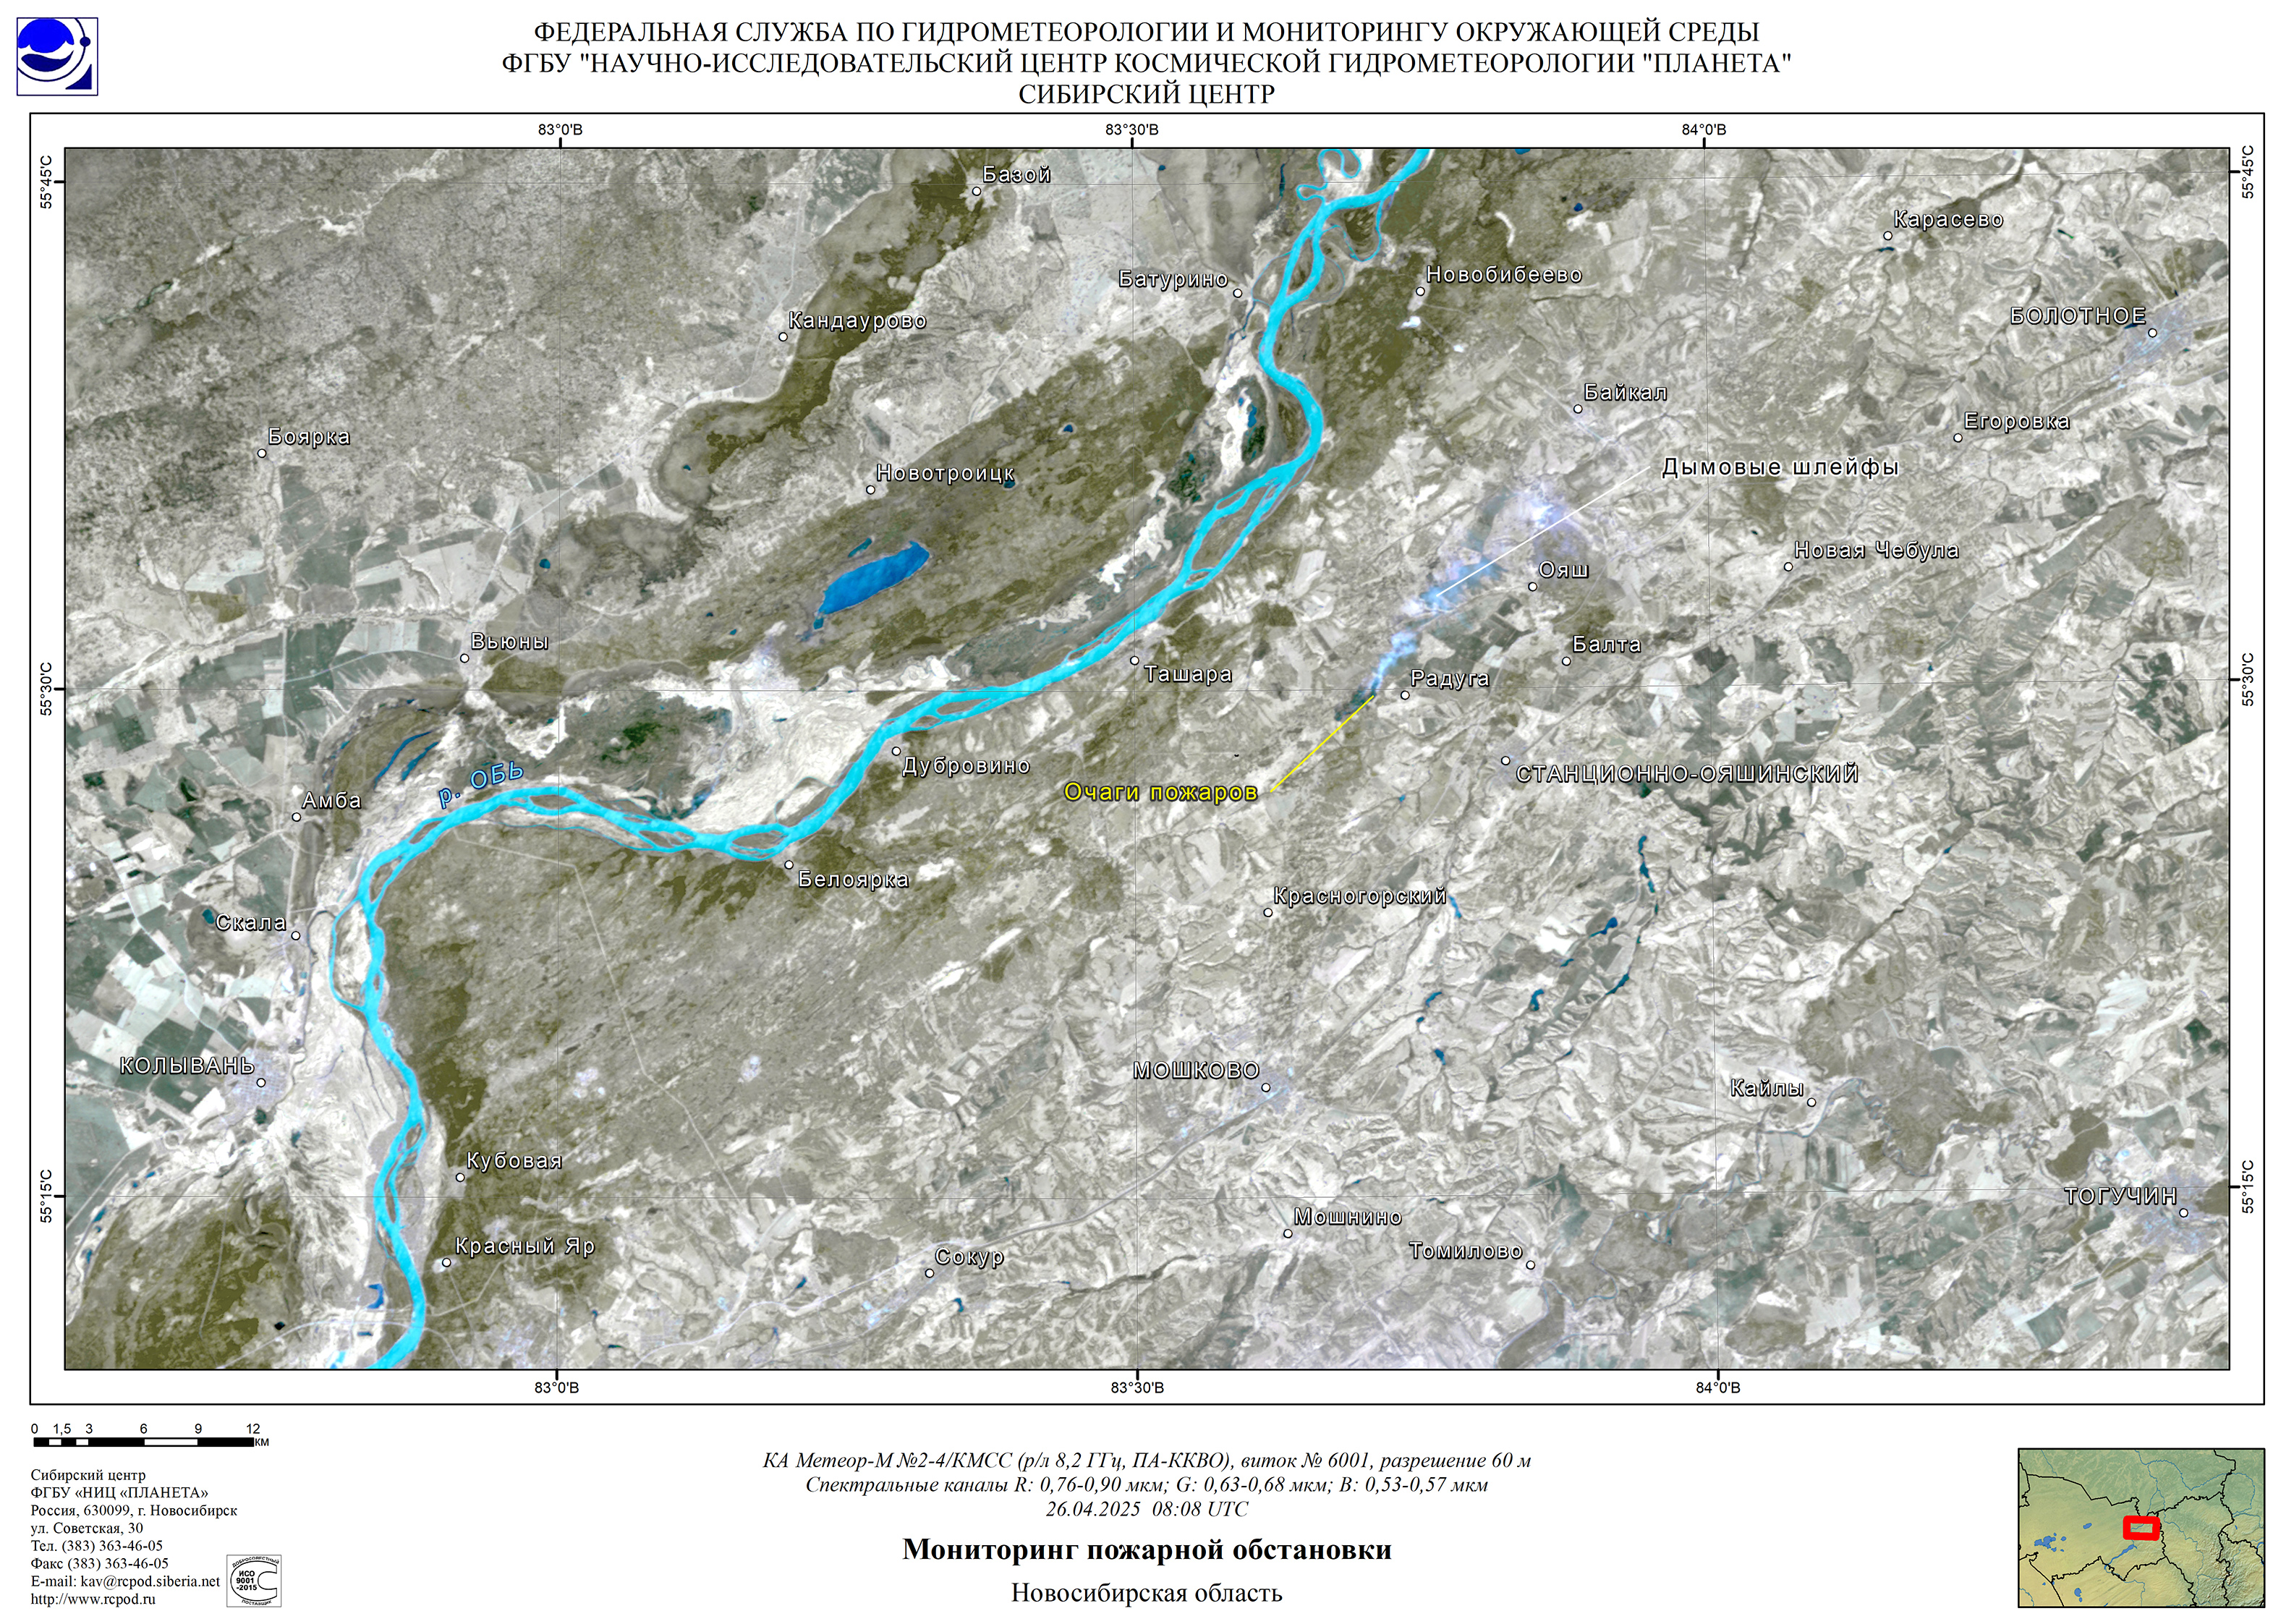 ФЕДЕРАЛЬНАЯ СЛУЖБА ПО ГИДРОМЕТЕОРОЛОГИИ И МОНИТОРИНГУ ОКРУЖАЮЩЕЙ СРЕДЫ
ФГБУ "НАУЧНО-ИССЛЕДОВАТЕЛЬСКИЙ ЦЕНТР КОСМИЧЕСКОЙ ГИДРОМЕТЕОРОЛОГИИ "ПЛАНЕТА"
СИБИРСКИЙ ЦЕНТР
83°0'В
83°30'В
84°0'В
55°45'С
55°45'С
Базой
Карасево
Батурино
Новобибеево
БОЛОТНОЕ
Кандаурово
Байкал
Егоровка
Боярка
Дымовые шлейфы
Новотроицк
Новая Чебула
Ояш
Вьюны
Балта
Ташара
Радуга
55°30'С
55°30'С
Дубровино
р. ОБЬ
СТАНЦИОННО-ОЯШИНСКИЙ
Очаги пожаров
Амба
Белоярка
Красногорский
Скала
КОЛЫВАНЬ
МОШКОВО
Кайлы
Кубовая
55°15'С
55°15'С
ТОГУЧИН
Мошнино
Красный Яр
Томилово
Сокур
83°0'В
83°30'В
84°0'В
0 1,5 3 6 9 12
км
КА Метеор-М №2-4/КМСС (р/л 8,2 ГГц, ПА-ККВО), виток № 6001, разрешение 60 м
Спектральные каналы R: 0,76-0,90 мкм; G: 0,63-0,68 мкм; B: 0,53-0,57 мкм
26.04.2025 08:08 UTC
Мониторинг пожарной обстановки
Новосибирская область
Сибирский центр
ФГБУ «НИЦ «ПЛАНЕТА»
Россия, 630099, г. Новосибирск
ул. Советская, 30
Тел. (383) 363-46-05
Факс (383) 363-46-05
E-mail: kav@rcpod.siberia.net
http://www.rcpod.ru
ДОБРОСОВЕСТНЫЙ
ИСО
9001
-2015
ПОСТАВЩИК